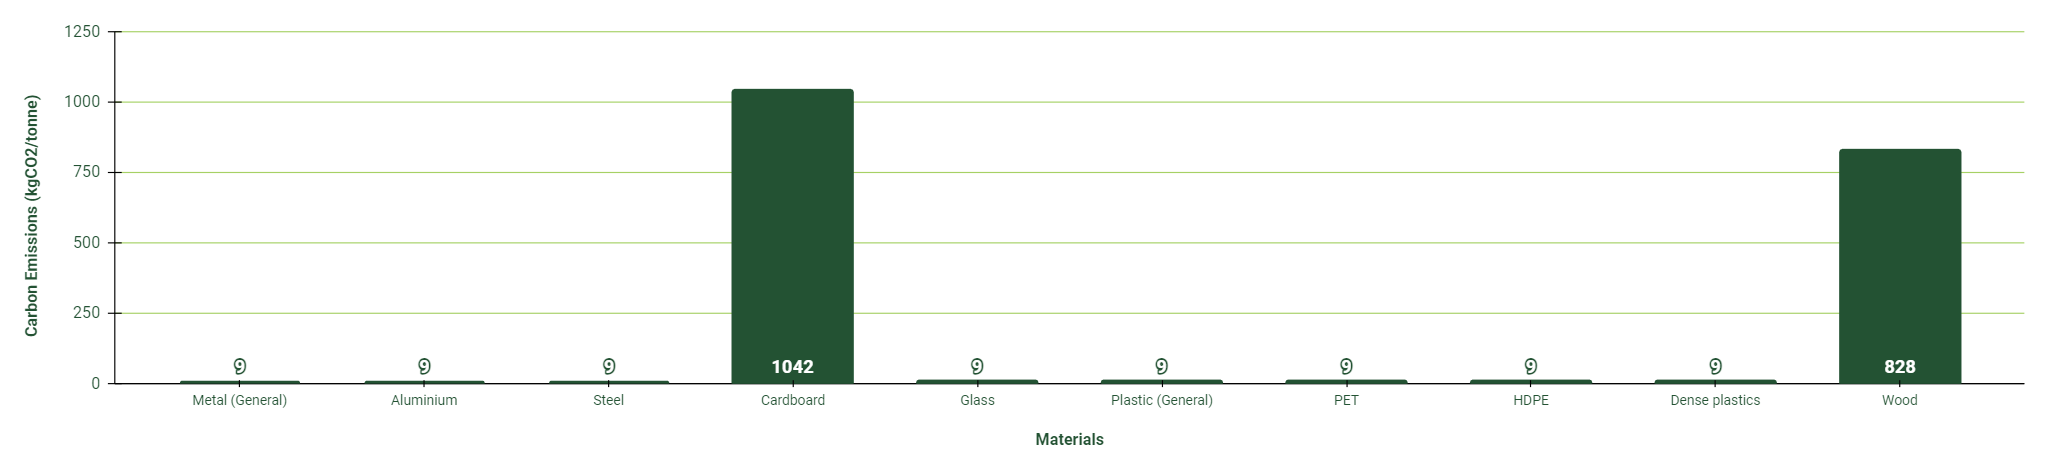 1250
1000
750
500
250
0
Carbon Emissions (kgCO2/tonne)
9 9 9 1042 9 9 9 9 9 828
Metal (General) Aluminium Steel Cardboard Glass Plastic (General) PET HDPE Dense plastics Wood
Materials